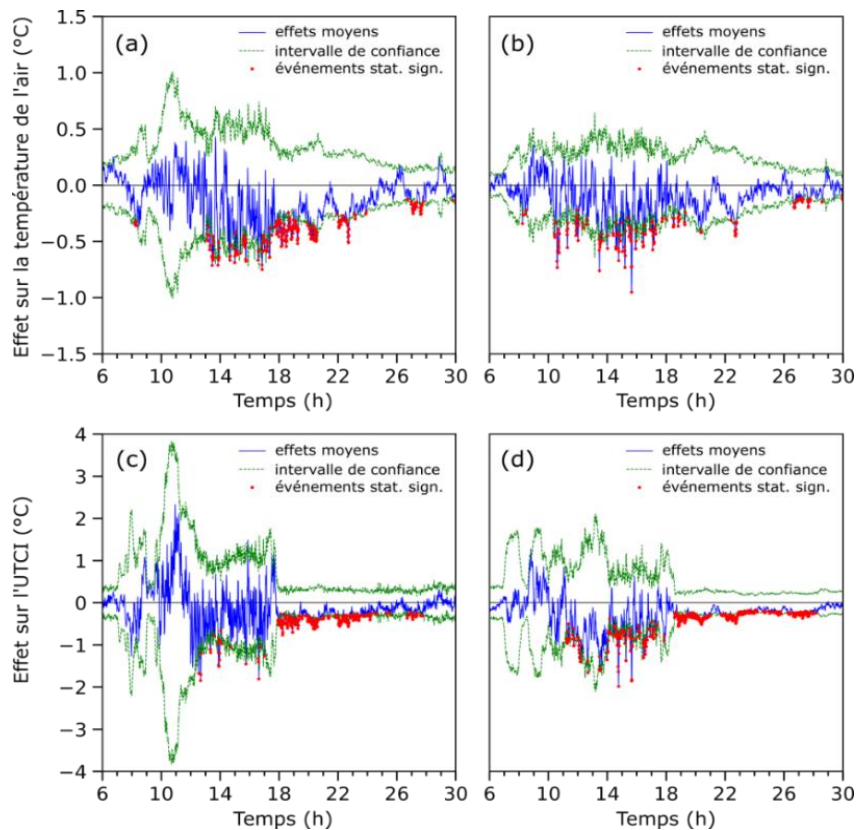 (a)
effets moyens
intervalle de confiance
événements stat. sign.
Effet sur la température de l'air (°C)
1.5
1.0
0.5
0.0
−0.5
−1.0
−1.5
6 10 14 18 22 26 30
Temps (h)
(b)
effets moyens
intervalle de confiance
événements stat. sign.
6 10 14 18 22 26 30
Temps (h)
(c)
effets moyens
intervalle de confiance
événements stat. sign.
Effet sur l'UTCI (°C)
4
3
2
1
0
−1
−2
−3
−4
6 10 14 18 22 26 30
Temps (h)
(d)
effets moyens
intervalle de confiance
événements stat. sign.
6 10 14 18 22 26 30
Temps (h)